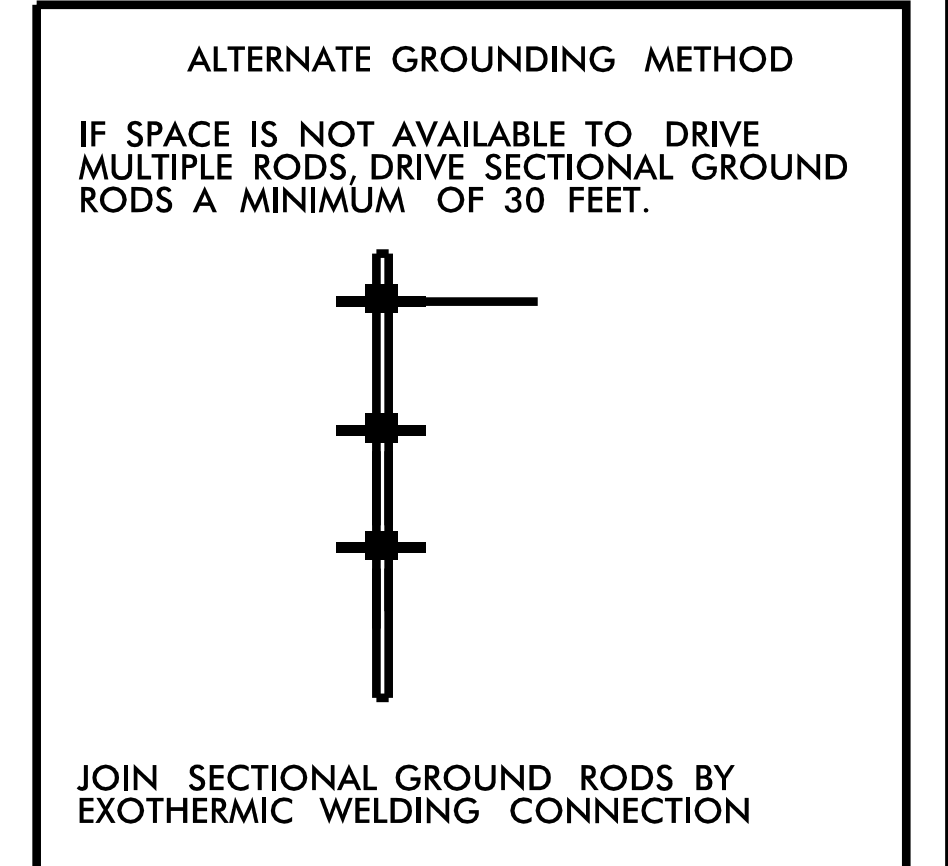 ALTERNATE GROUNDING METHOD
IF SPACE IS NOT AVAILABLE TO DRIVE
MULTIPLE RODS, DRIVE SECTIONAL GROUND
RODS A MINIMUM OF 30 FEET.
JOIN SECTIONAL GROUND RODS BY
EXOTHERMIC WELDING CONNECTION